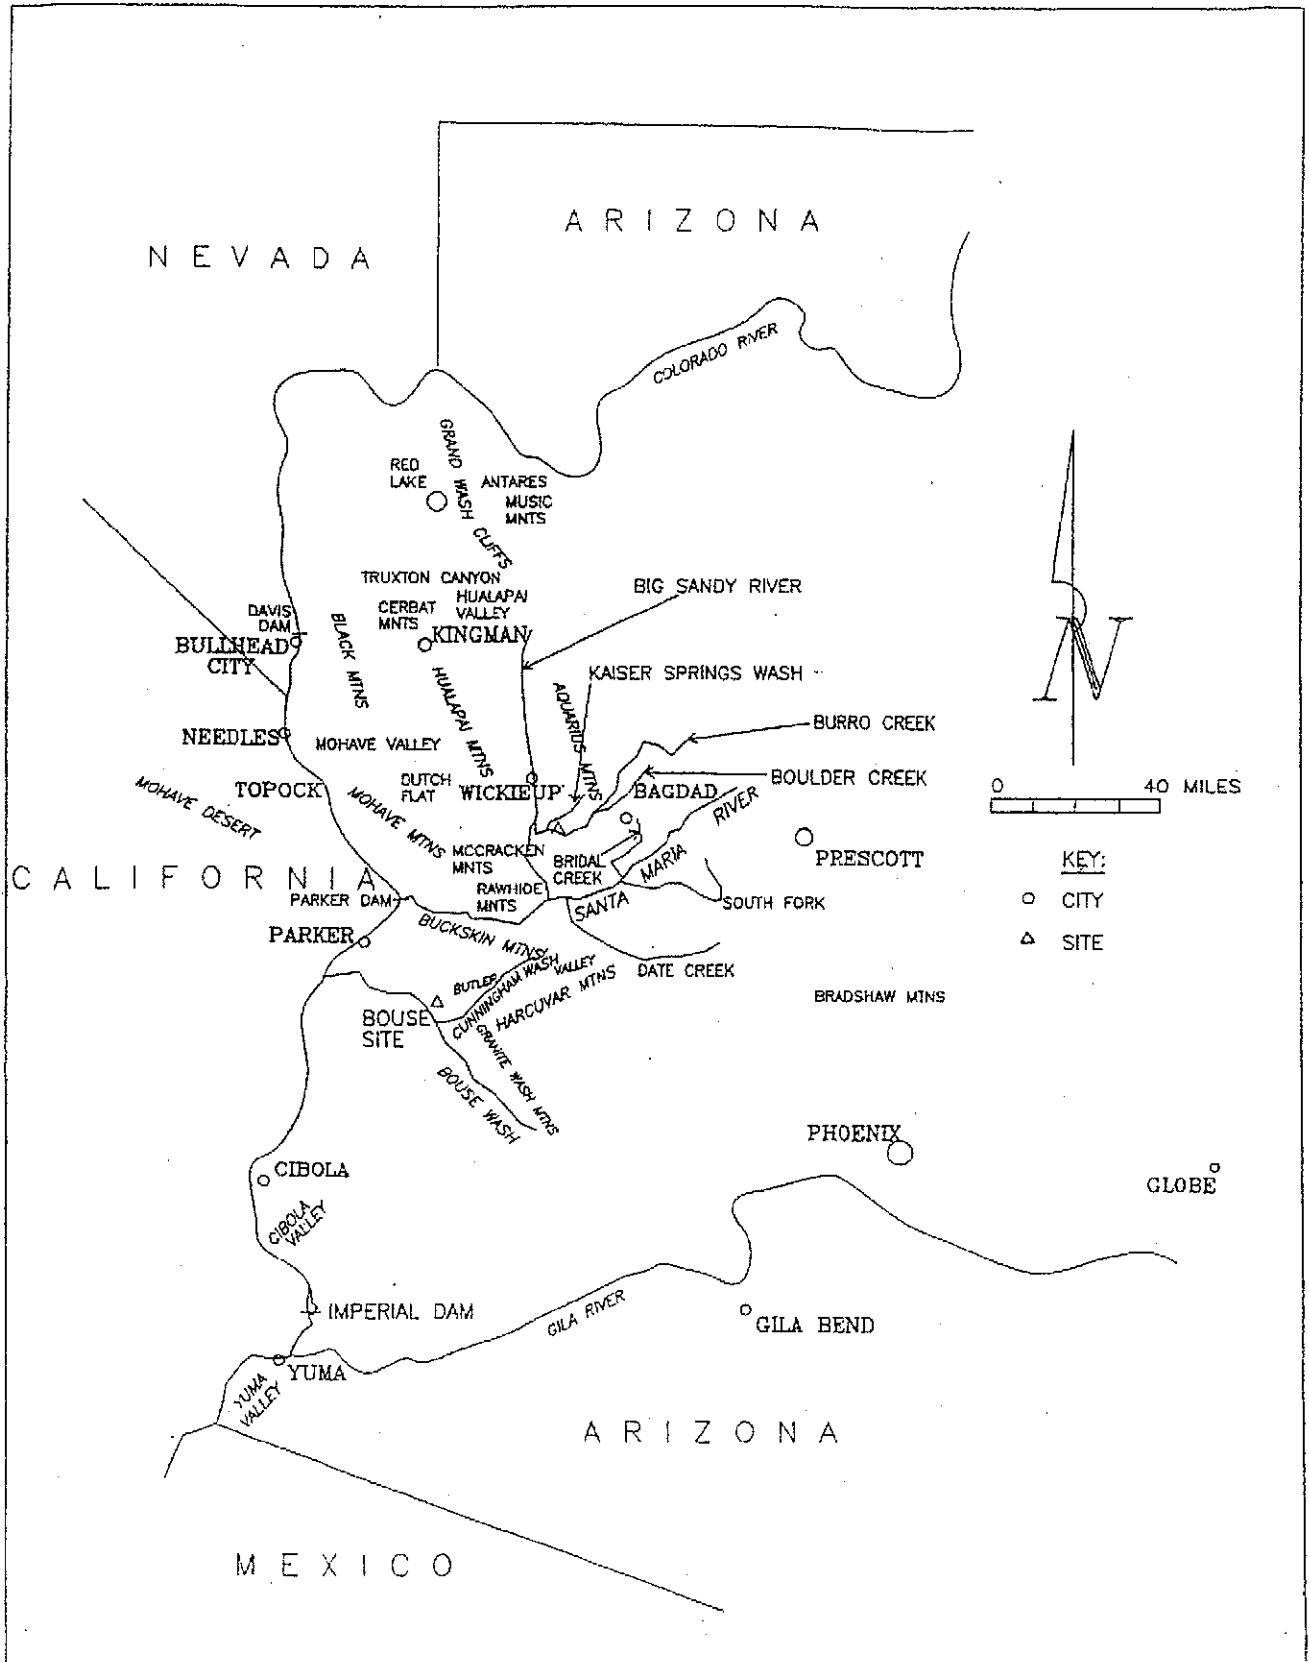 ARIZONA
NEVADA
COLORADO RIVER
GRAND WASH CLIFFS
RED
LAKE
ANTARES
MUSIC
MNTS
TRUXTON CANYON
HUALAPAI
VALLEY
CERBAT
MNTS
BIG SANDY RIVER
DAVIS
DAM
BULLHEAD
CITY
BLACK MTNS
KINGMAN
HUALAPAI MTNS
KAISER SPRINGS WASH
AQUARIUS MTNS
BURRO CREEK
NEEDLES
MOHAVE VALLEY
BOULDER CREEK
N
TOPOCK
DUTCH
FLAT
WICKIEUP
BAGDAD
0
40 MILES
MOHAVE DESERT
MOHAVE MTNS
SANTA MARIA RIVER
PRESCOTT
MCCRACKEN
MNTS
BRIDAL
CREEK
KEY:
CALIFORNIA
RAWHIDE
MNTS
PARKER DAM
SOUTH FORK
CITY
PARKER
BUCKSKIN MTNS
SITE
DATE CREEK
BUTLER VALLEY
CUNNINGHAM WASH
HARCUVAR MTNS
BRADSHAW MTNS
BOUSE
SITE
GRANITE WASH MTNS
BOUSE WASH
PHOENIX
CIBOLA
GLOBE
CIBOLA
VALLEY
IMPERIAL DAM
GILA RIVER
GILA BEND
YUMA
YUMA
VALLEY
ARIZONA
MEXICO